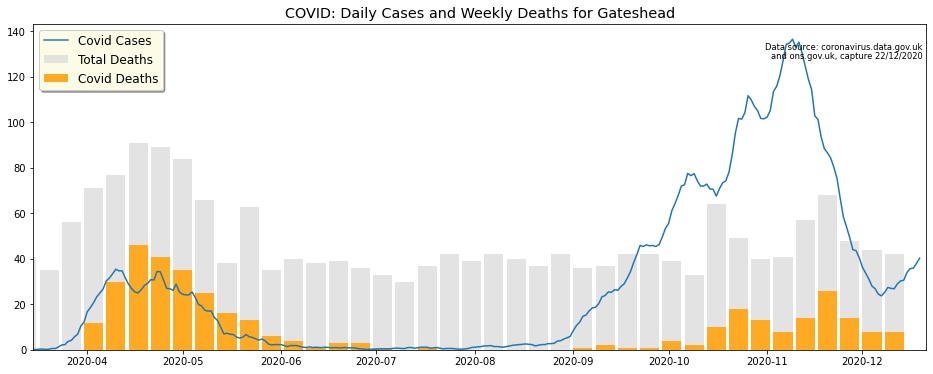 COVID: Daily Cases and Weekly Deaths for Gateshead
Covid Cases
Total Deaths
Covid Deaths
Data source: coronavirus.data.gov.uk
and ons.gov.uk, capture 22/12/2020
140
120
100
80
60
40
20
0
2020-04 2020-05 2020-06 2020-07 2020-08 2020-09 2020-10 2020-11 2020-12